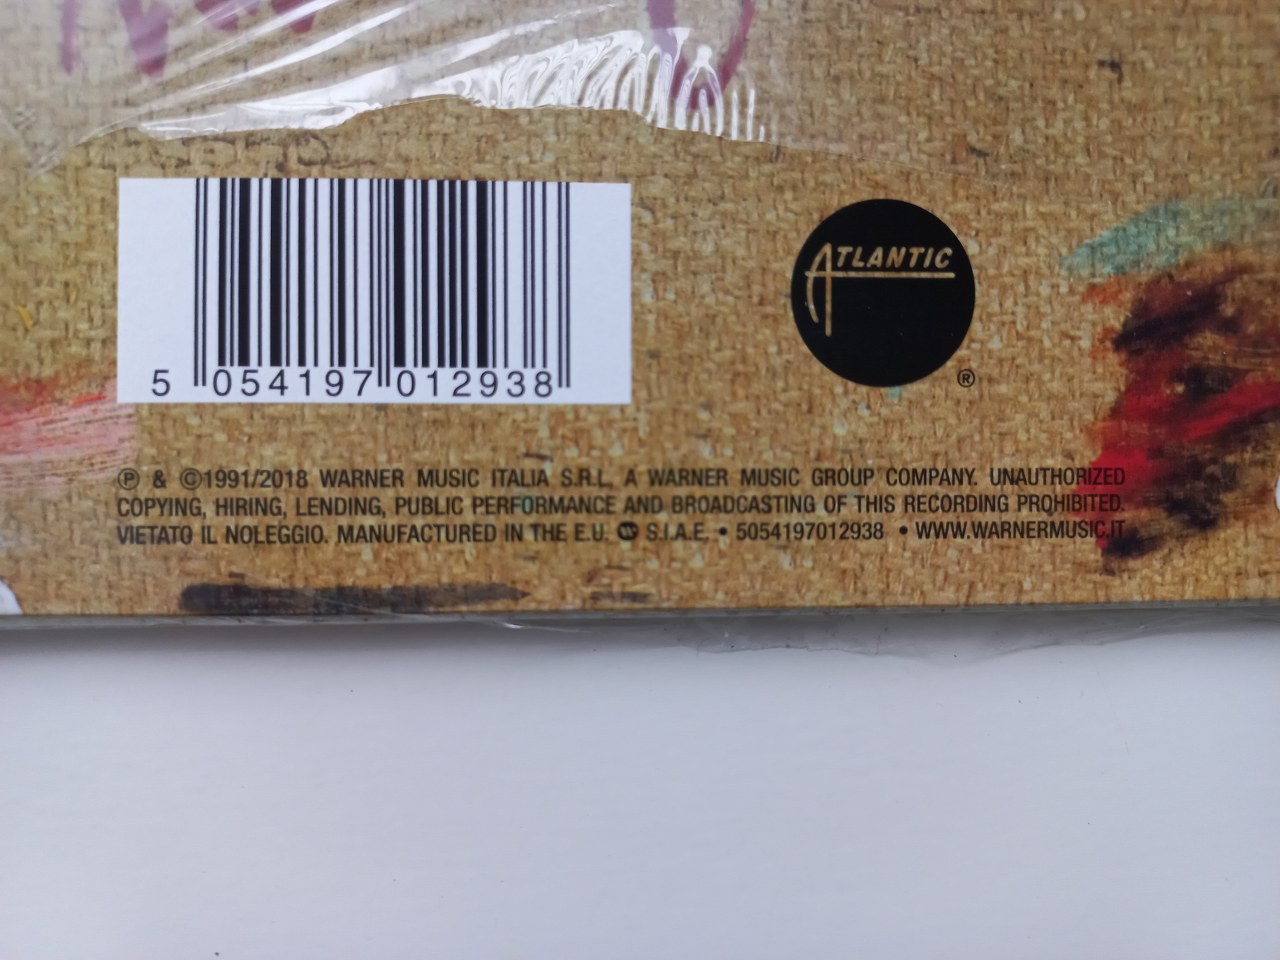 5 054197 012938
ATLANTIC
®
℗ & ©1991/2018 WARNER MUSIC ITALIA S.R.L. A WARNER MUSIC GROUP COMPANY. UNAUTHORIZED
COPYING, HIRING, LENDING, PUBLIC PERFORMANCE AND BROADCASTING OF THIS RECORDING PROHIBITED.
VIETATO IL NOLEGGIO. MANUFACTURED IN THE E.U. S.I.A.E. • 5054197012938 • WWW.WARNERMUSIC.IT